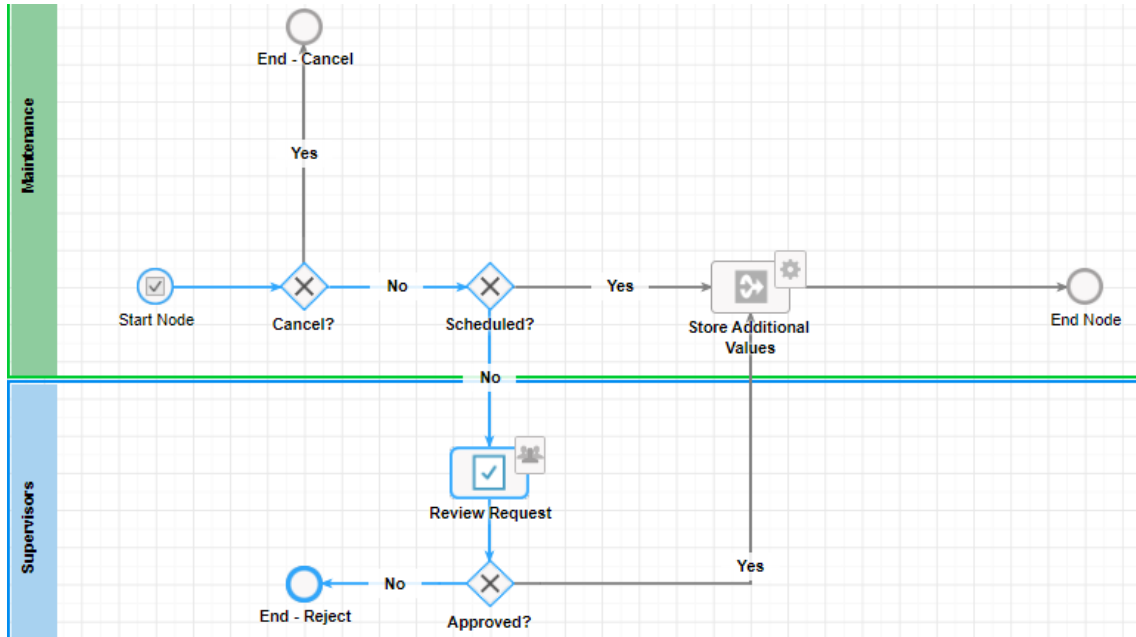 Maintenance
End - Cancel
Yes
Start Node
Cancel?
No
Scheduled?
Yes
Store Additional
Values
End Node
No
Supervisors
Review Request
End - Reject
No
Approved?
Yes